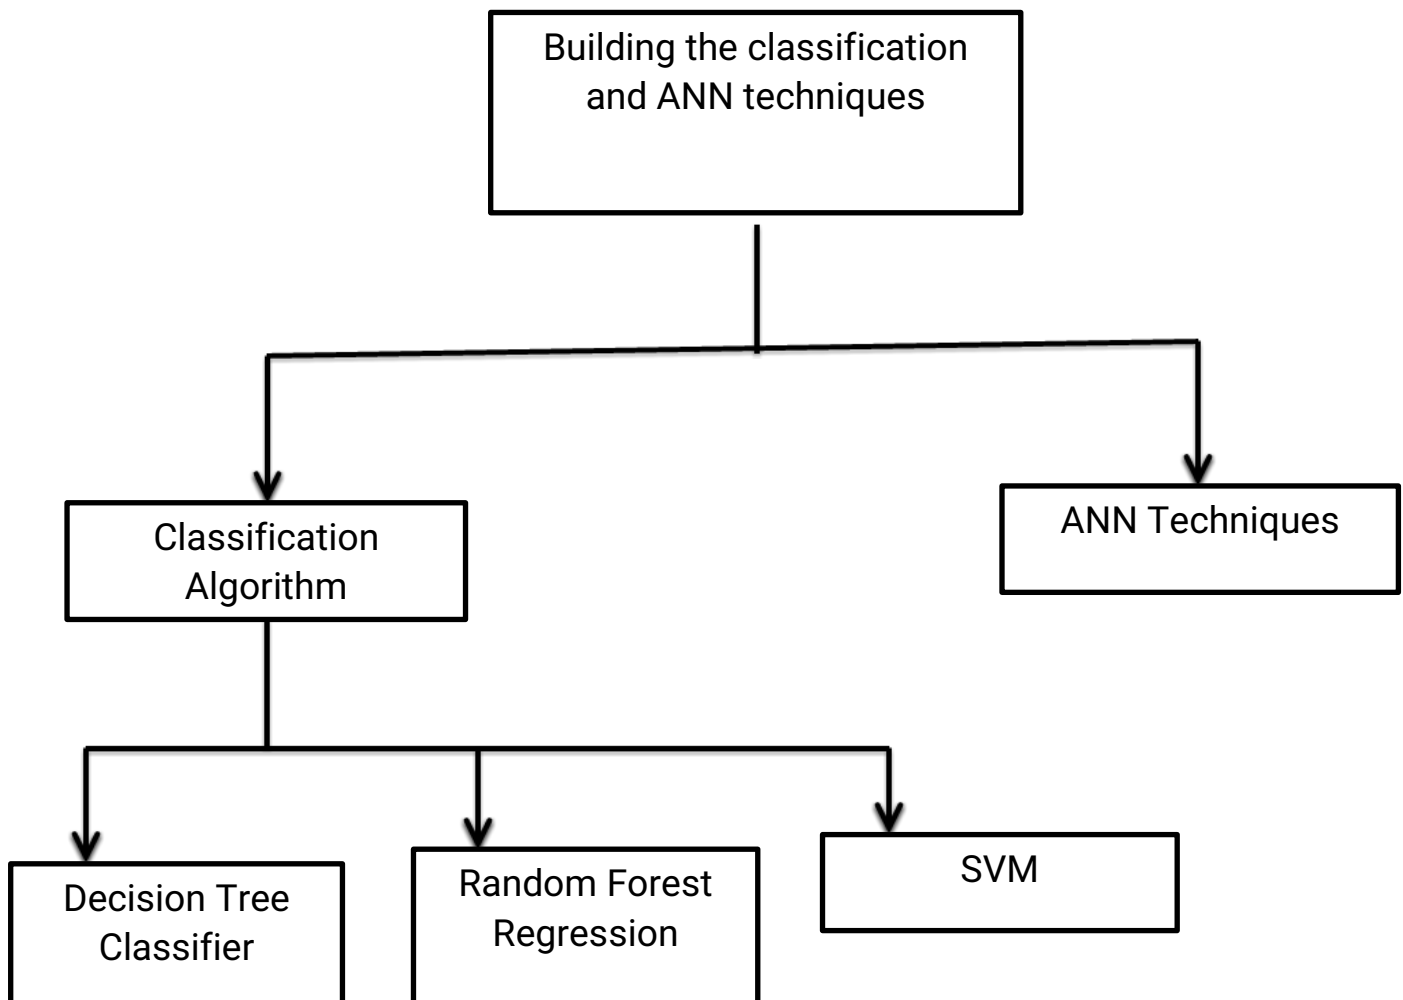 Building the classification
and ANN techniques
Classification
Algorithm
ANN Techniques
Decision Tree
Classifier
Random Forest
Regression
SVM